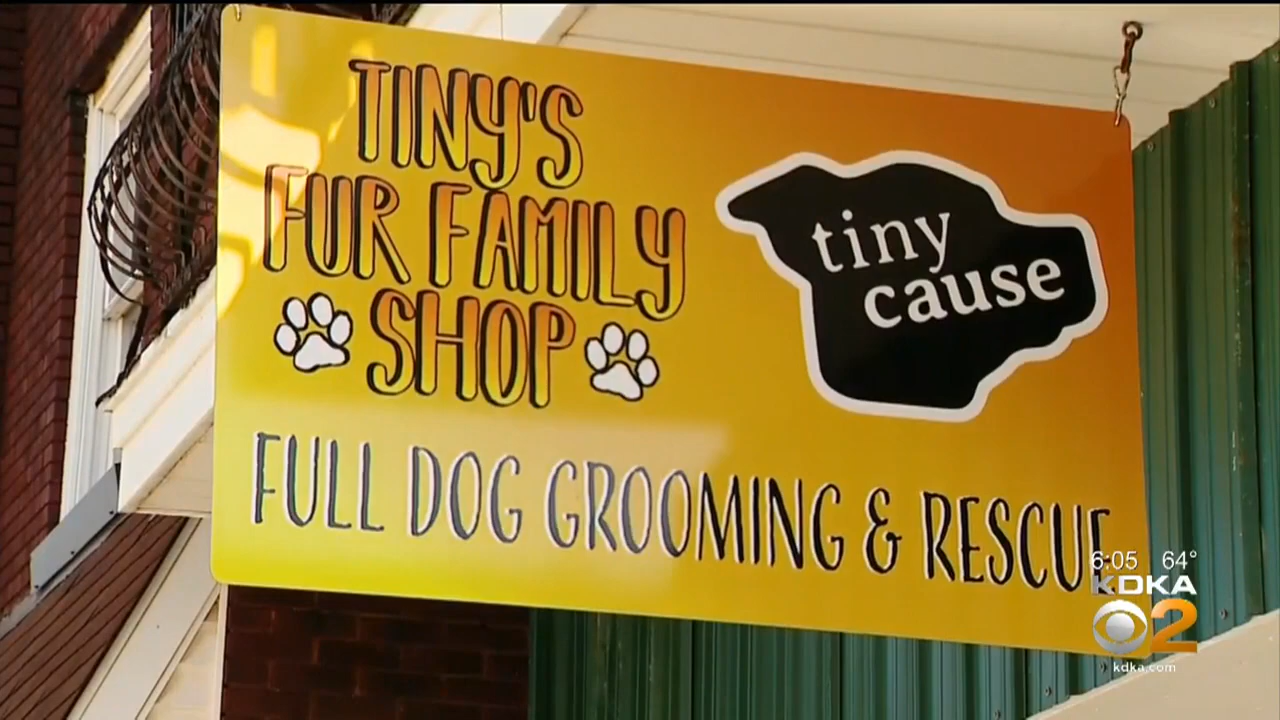 TINY'S
FUR FAMILY
SHOP
tiny
cause
FULL DOG GROOMING & RESCUE
6:05 64°
KDKA
2
kdka.com